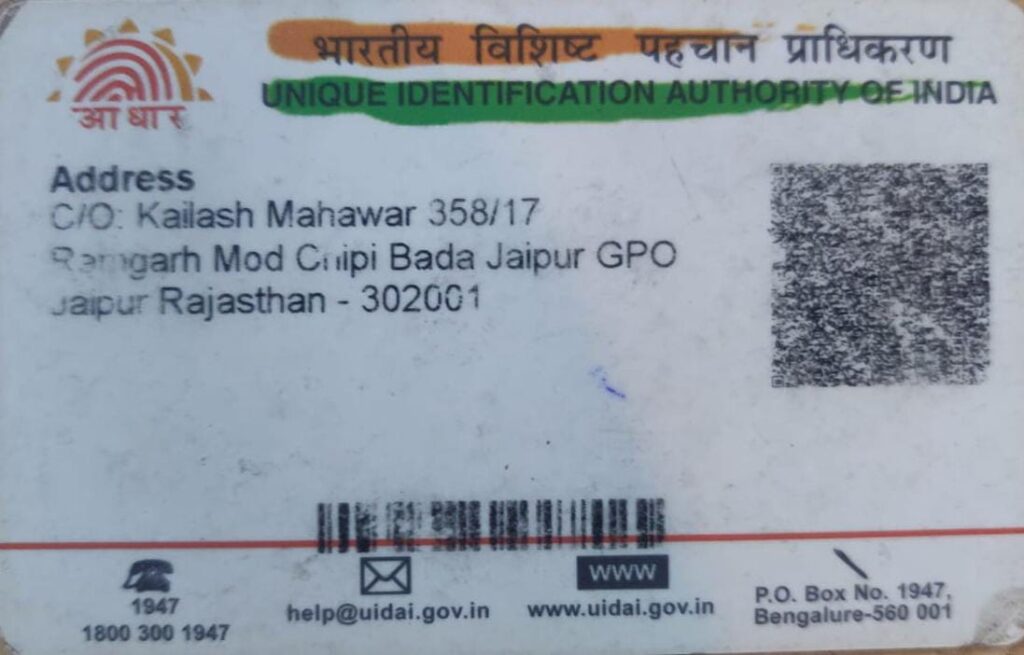 भारतीय विशिष्ट पहचान प्राधिकरण
UNIQUE IDENTIFICATION AUTHORITY OF INDIA
आधार
Address
C/O: Kailash Mahawar 358/17
Ramgarh Mod Chipi Bada Jaipur GPO
Jaipur Rajasthan - 302001
1947
1800 300 1947
help@uidai.gov.in
www
www.uidai.gov.in
P.O. Box No. 1947,
Bengalure-560 001